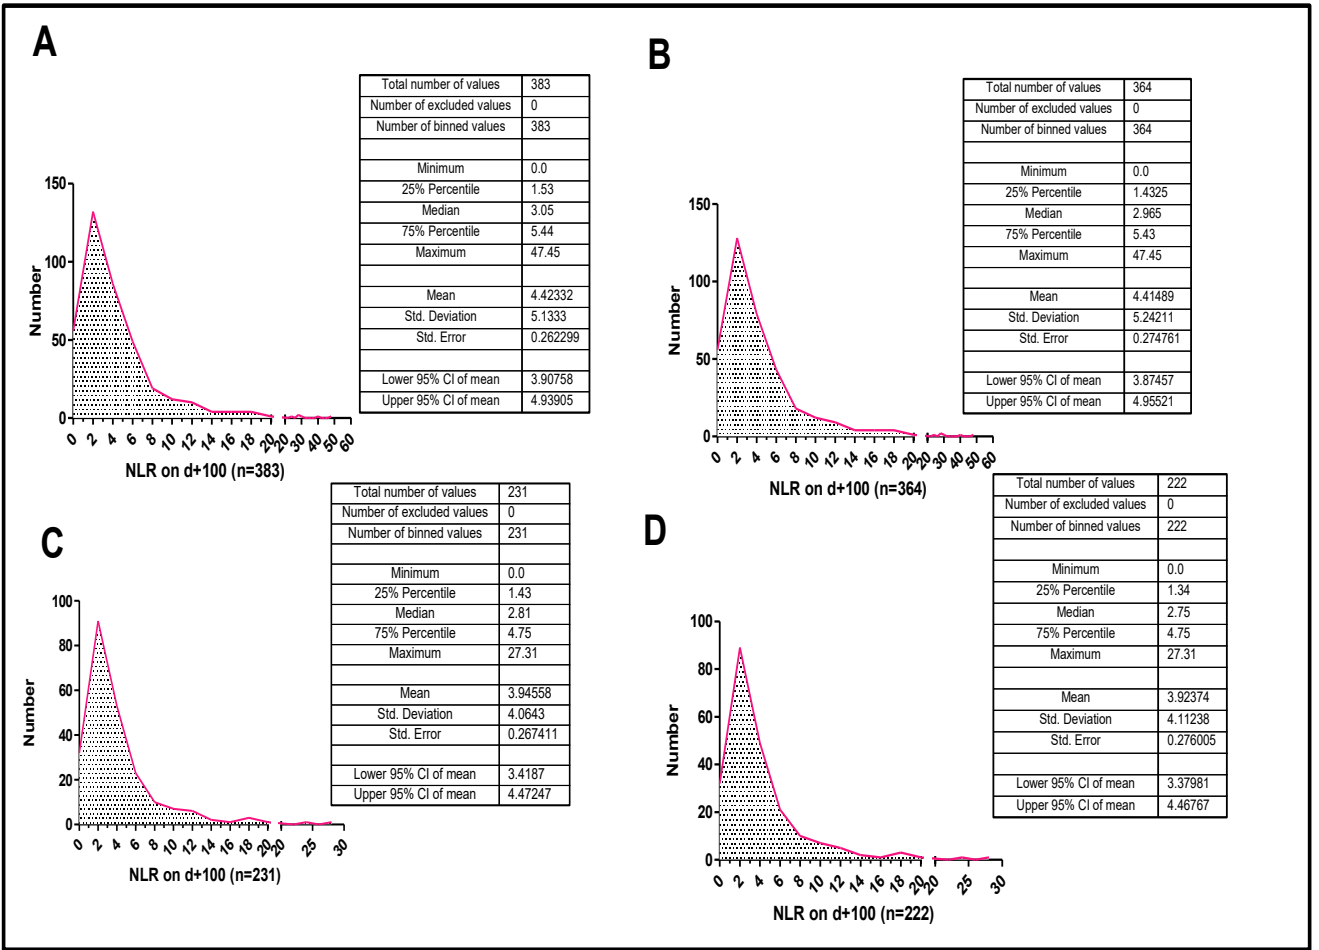 A
Total number of values 383
Number of excluded values 0
Number of binned values 383
Minimum 0.0
25% Percentile 1.53
Median 3.05
75% Percentile 5.44
Maximum 47.45
Mean 4.42332
Std. Deviation 5.1333
Std. Error 0.262299
Lower 95% CI of mean 3.90758
Upper 95% CI of mean 4.93905
150
100
50
0
Number
0 2 4 6 8 10 12 14 16 18 20 20 30 40 50 60
NLR on d+100 (n=383)
B
Total number of values 364
Number of excluded values 0
Number of binned values 364
Minimum 0.0
25% Percentile 1.4325
Median 2.965
75% Percentile 5.43
Maximum 47.45
Mean 4.41489
Std. Deviation 5.24211
Std. Error 0.274761
Lower 95% CI of mean 3.87457
Upper 95% CI of mean 4.95521
150
100
50
0
Number
0 2 4 6 8 10 12 14 16 18 20 20 30 40 50 60
NLR on d+100 (n=364)
C
Total number of values 231
Number of excluded values 0
Number of binned values 231
Minimum 0.0
25% Percentile 1.43
Median 2.81
75% Percentile 4.75
Maximum 27.31
Mean 3.94558
Std. Deviation 4.0643
Std. Error 0.267411
Lower 95% CI of mean 3.4187
Upper 95% CI of mean 4.47247
100
80
60
40
20
0
Number
0 2 4 6 8 10 12 14 16 18 20 20 25 30
NLR on d+100 (n=231)
D
Total number of values 222
Number of excluded values 0
Number of binned values 222
Minimum 0.0
25% Percentile 1.34
Median 2.75
75% Percentile 4.75
Maximum 27.31
Mean 3.92374
Std. Deviation 4.11238
Std. Error 0.276005
Lower 95% CI of mean 3.37981
Upper 95% CI of mean 4.46767
100
80
60
40
20
0
Number
0 2 4 6 8 10 12 14 16 18 20 20 25 30
NLR on d+100 (n=222)